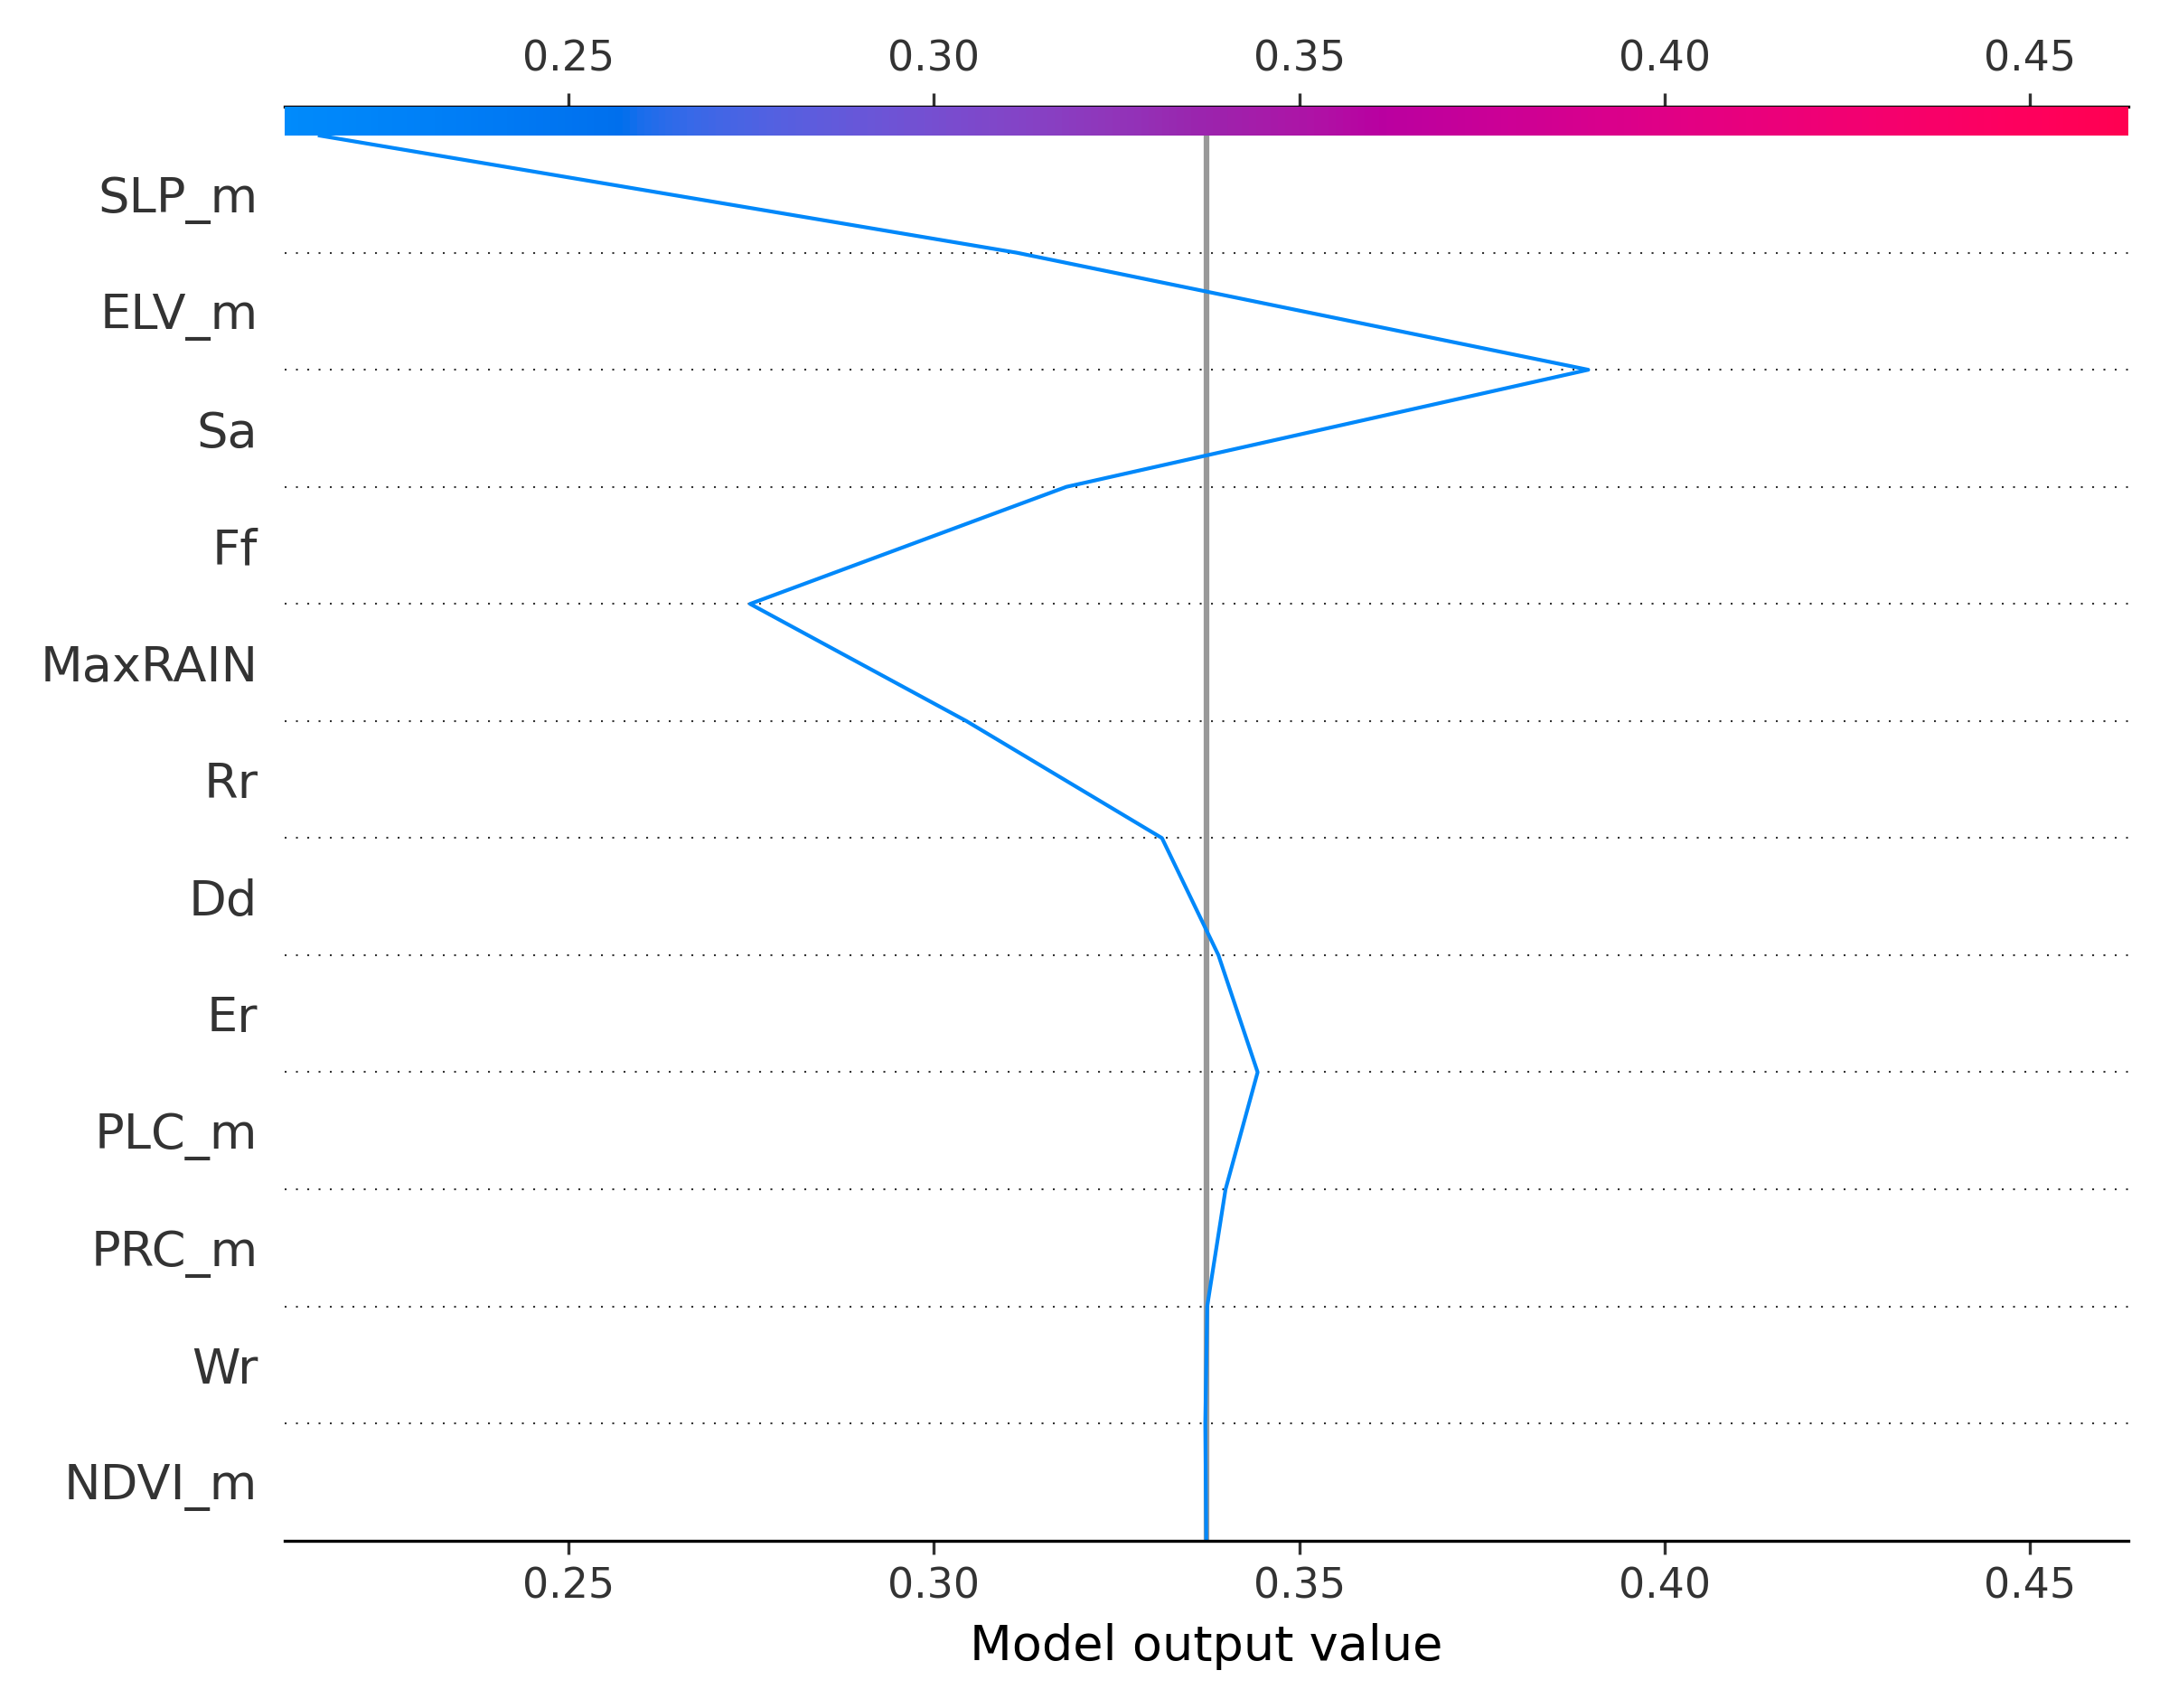 0.25 0.30 0.35 0.40 0.45
SLP_m
ELV_m
Sa
Ff
MaxRAIN
Rr
Dd
Er
PLC_m
PRC_m
Wr
NDVI_m
0.25 0.30 0.35 0.40 0.45
Model output value